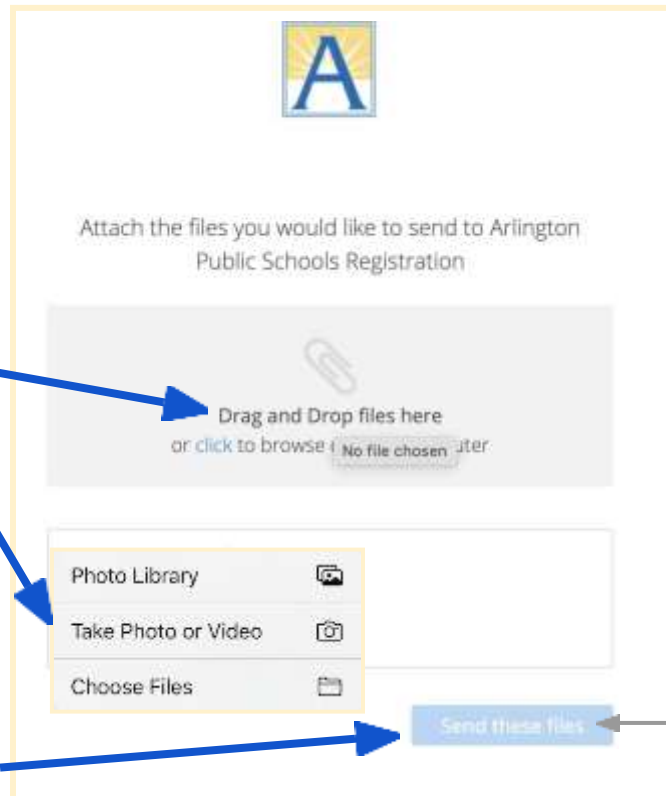 A
Attach the files you would like to send to Arlington
Public Schools Registration
Drag and Drop files here
or click to browse
No file chosen
Photo Library
Take Photo or Video
Choose Files
Send these files